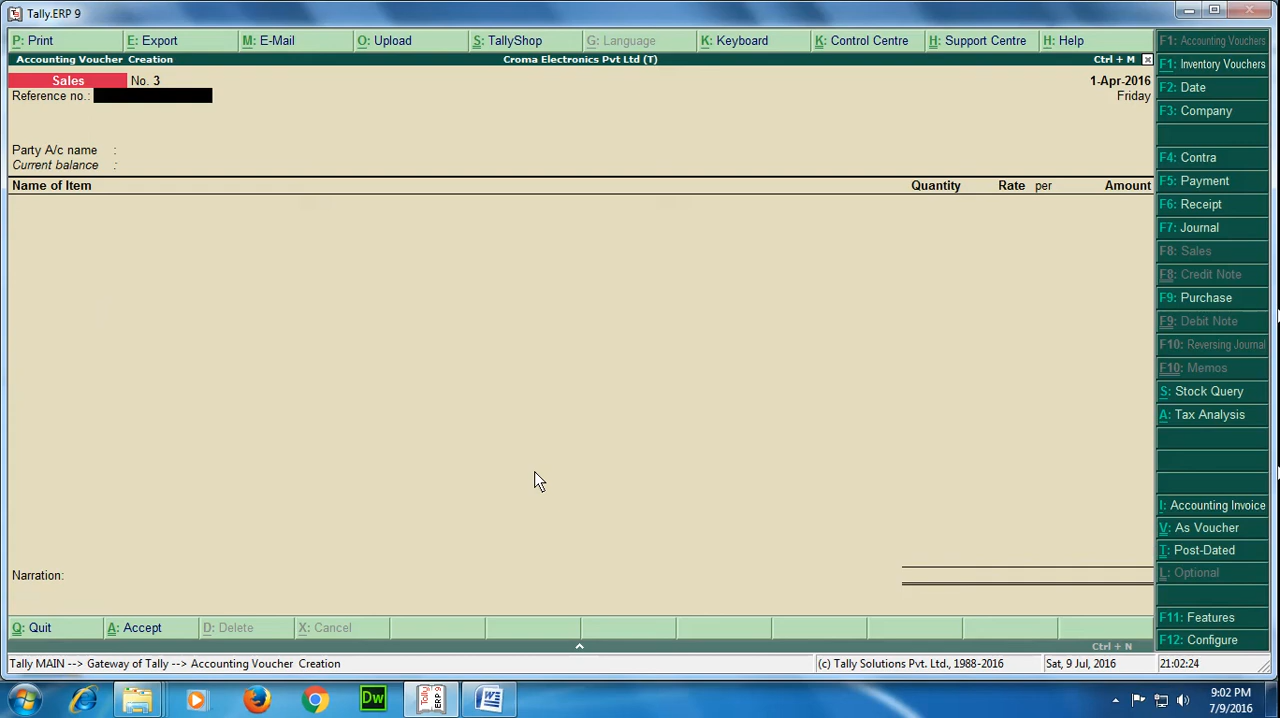 Tally.ERP 9
P: Print E: Export M: E-Mail O: Upload S: TallyShop G: Language K: Keyboard K: Control Centre H: Support Centre H: Help
F1: Accounting Vouchers
Accounting Voucher Creation Croma Electronics Pvt Ltd (T) Ctrl + M
F1: Inventory Vouchers
Sales No. 3 1-Apr-2016
F2: Date
Reference no.: Friday
F3: Company
Party A/c name :
F4: Contra
Current balance :
F5: Payment
Name of Item Quantity Rate per Amount
F6: Receipt
F7: Journal
F8: Sales
F8: Credit Note
F9: Purchase
F9: Debit Note
F10: Reversing Journal
F10: Memos
S: Stock Query
A: Tax Analysis
I: Accounting Invoice
V: As Voucher
T: Post-Dated
L: Optional
Narration:
F11: Features
Q: Quit A: Accept D: Delete X: Cancel
F12: Configure
Ctrl + N
Tally MAIN --> Gateway of Tally --> Accounting Voucher Creation (c) Tally Solutions Pvt. Ltd., 1988-2016 Sat, 9 Jul, 2016 21:02:24
Dw
9:02 PM
7/9/2016